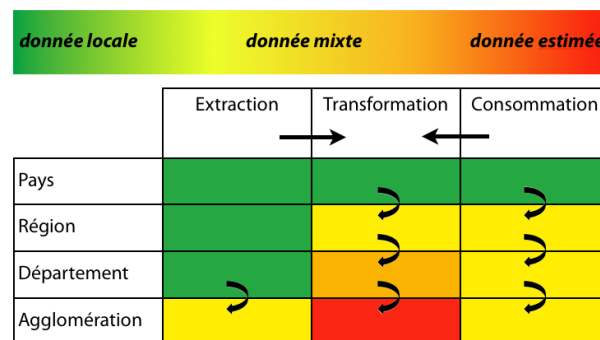 donnée locale donnée mixte donnée estimée
Extraction Transformation Consommation
Pays
Région
Département
Agglomération